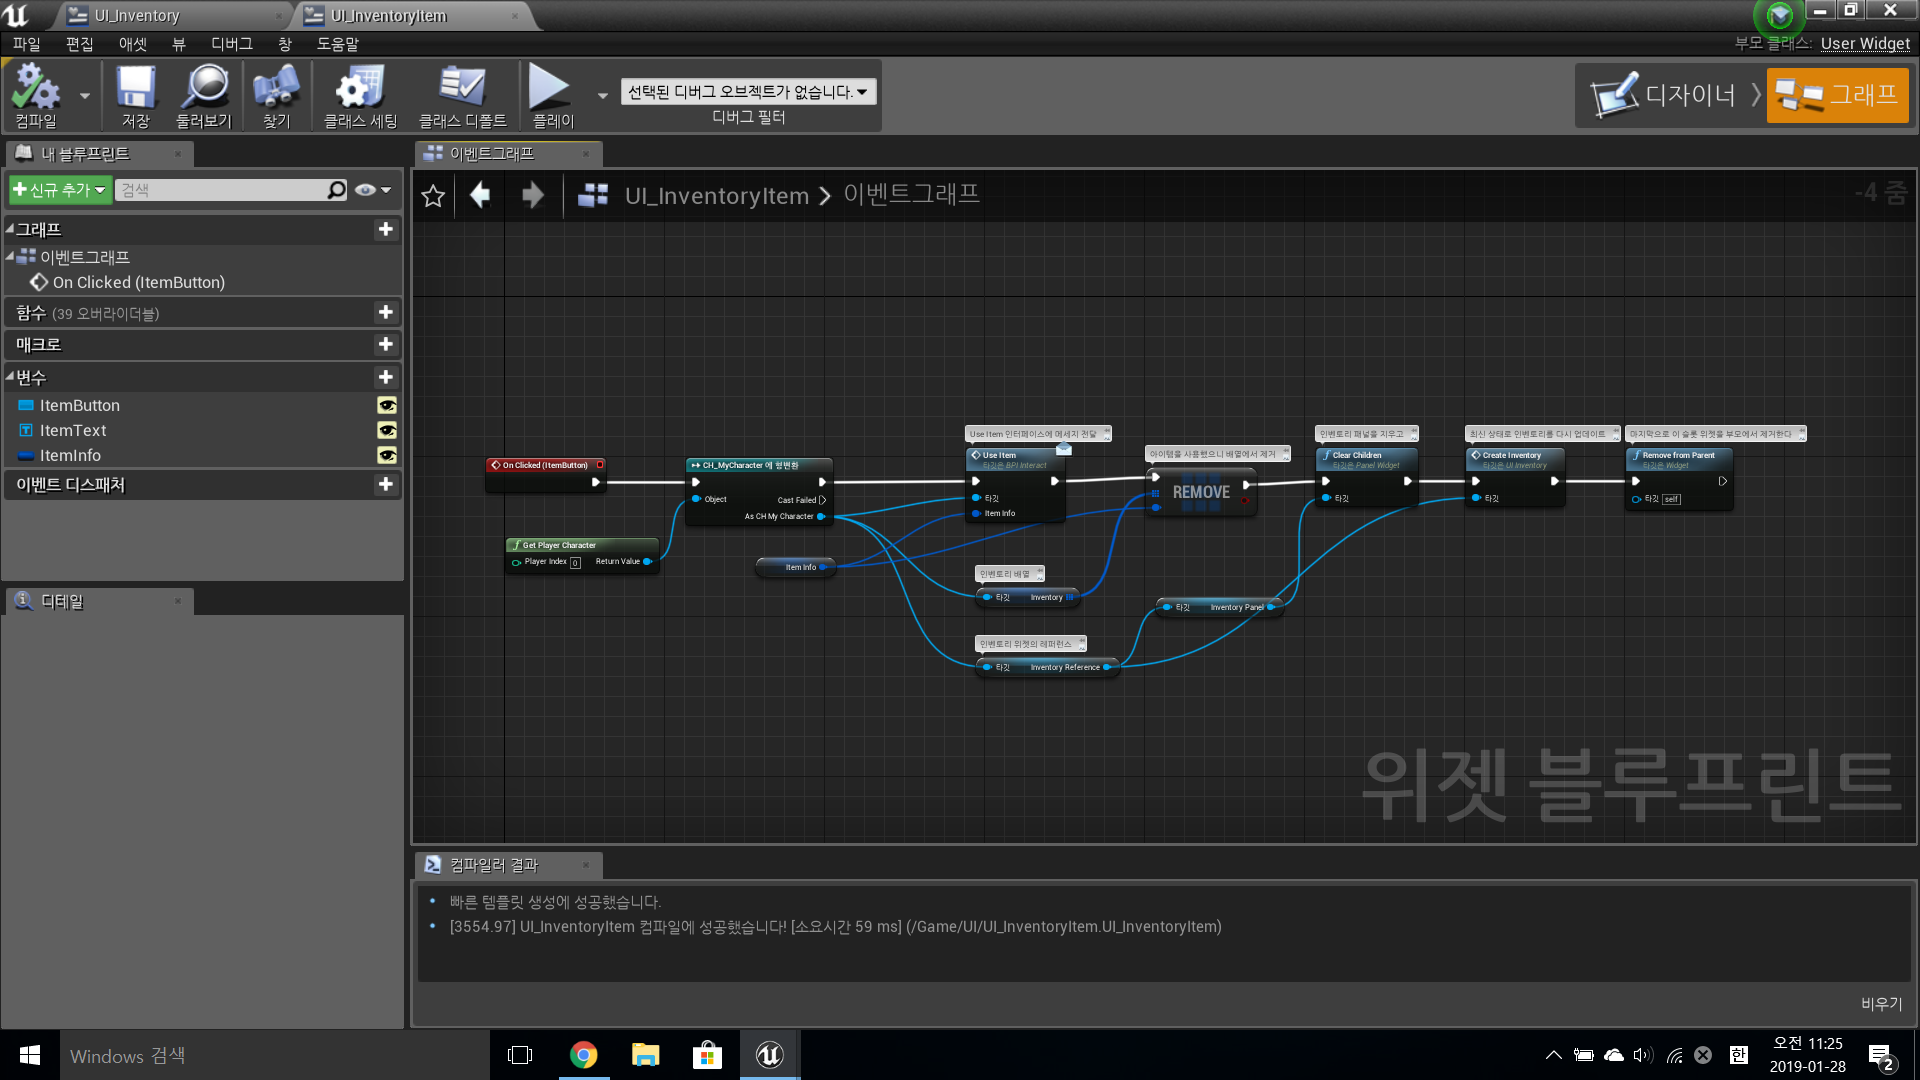 UI_Inventory
UI_InventoryItem
파일 편집 애셋 뷰 디버그 창 도움말
부모 클래스: User Widget
컴파일
저장
둘러보기
찾기
클래스 세팅
클래스 디폴트
플레이
선택된 디버그 오브젝트가 없습니다.
디버그 필터
디자이너
그래프
내 블루프린트
이벤트그래프
신규 추가
검색
UI_InventoryItem
이벤트그래프
-4 줌
그래프
이벤트그래프
On Clicked (ItemButton)
함수 (39 오버라이더블)
매크로
변수
ItemButton
ItemText
ItemInfo
이벤트 디스패처
디테일
Use Item 인터페이스에 메세지 전달
인벤토리 패널을 지우고
최신 상태로 인벤토리를 다시 업데이트
마지막으로 이 슬롯 위젯을 부모에서 제거한다
아이템을 사용했으니 배열에서 제거
On Clicked (ItemButton)
CH_MyCharacter 에 형변환
Object
Cast Failed
As CH My Character
Use Item
타깃은 BPI Interact
타깃
Item Info
REMOVE
Clear Children
타깃은 Panel Widget
타깃
Create Inventory
타깃은 UI Inventory
타깃
Remove from Parent
타깃은 Widget
타깃 self
Get Player Character
Player Index 0
Return Value
Item Info
인벤토리 배열
타깃 Inventory
타깃 Inventory Panel
인벤토리 위젯의 레퍼런스
타깃 Inventory Reference
위젯 블루프린트
컴파일러 결과
빠른 템플릿 생성에 성공했습니다.
[3554.97] UI_InventoryItem 컴파일에 성공했습니다! [소요시간 59 ms] (/Game/UI/UI_InventoryItem.UI_InventoryItem)
비우기
Windows 검색
한
오전 11:25
2019-01-28
2